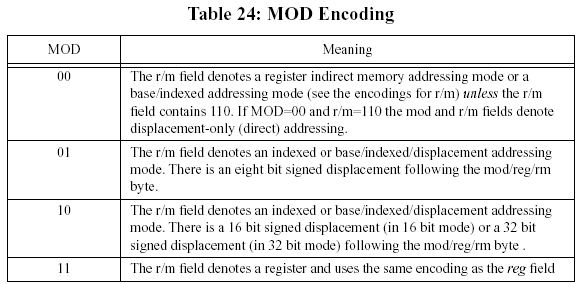 Table 24: MOD Encoding
MOD
Meaning
00
The r/m field denotes a register indirect memory addressing mode or a
base/indexed addressing mode (see the encodings for r/m) unless the r/m
field contains 110. If MOD=00 and r/m=110 the mod and r/m fields denote
displacement-only (direct) addressing.
01
The r/m field denotes an indexed or base/indexed/displacement addressing
mode. There is an eight bit signed displacement following the mod/reg/rm
byte.
10
The r/m field denotes an indexed or base/indexed/displacement addressing
mode. There is a 16 bit signed displacement (in 16 bit mode) or a 32 bit
signed displacement (in 32 bit mode) following the mod/reg/rm byte .
11
The r/m field denotes a register and uses the same encoding as the reg field